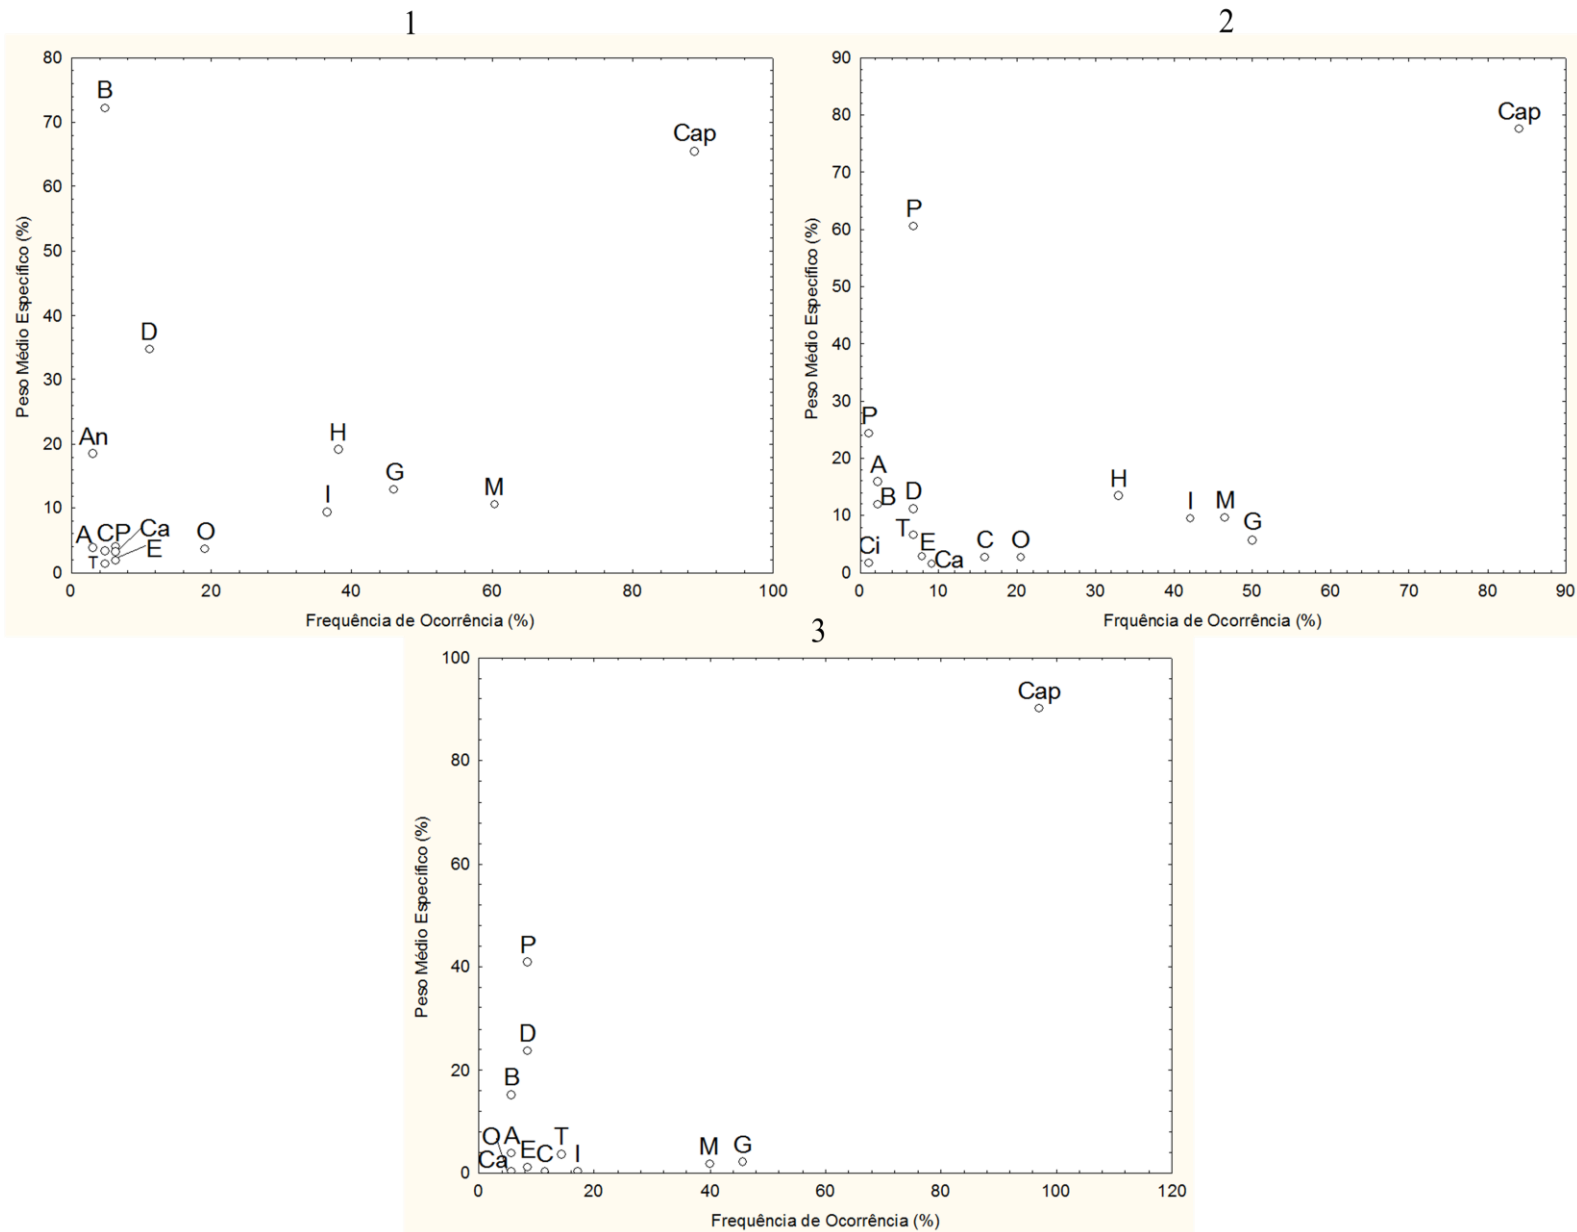 1
80
70
60
50
40
30
20
10
0
Peso Médio Específico (%)
B
Cap
D
An
H
G
M
I
A
C
P
Ca
O
E
T
0 20 40 60 80 100
Frequência de Ocorrência (%)
2
90
80
70
60
50
40
30
20
10
0
Peso Médio Específico (%)
Cap
P
P
A
B
D
H
I
M
G
T
E
C
O
Ci
Ca
0 10 20 30 40 50 60 70 80 90
Frquência de Ocorrência (%)
3
100
80
60
40
20
0
Peso Médio Específico (%)
Cap
P
D
B
O
A
T
E
C
I
M
G
Ca
0 20 40 60 80 100 120
Frequência de Ocorrência (%)